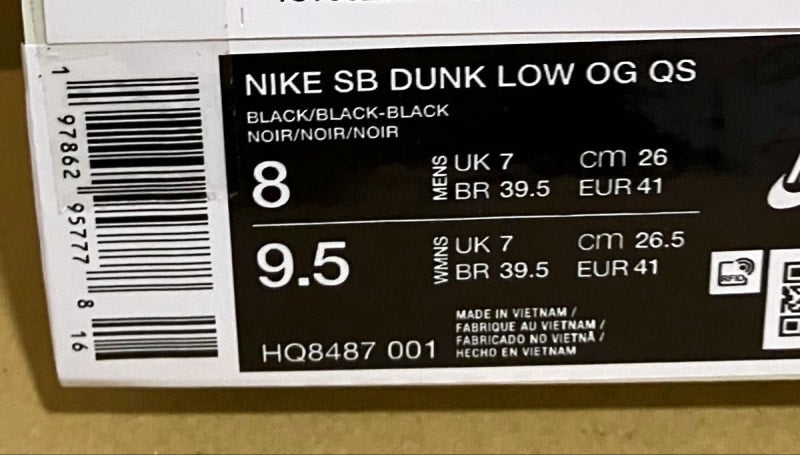 NIKE SB DUNK LOW OG QS
BLACK/BLACK-BLACK
NOIR/NOIR/NOIR
8 MENS UK 7 cm 26
BR 39.5 EUR 41
9.5 WMNS UK 7 cm 26.5
BR 39.5 EUR 41
HQ8487 001
MADE IN VIETNAM /
FABRIQUE AU VIETNAM /
FABRICADO NO VIETNÃ /
HECHO EN VIETNAM
RFID
1 97862 95777 8 16